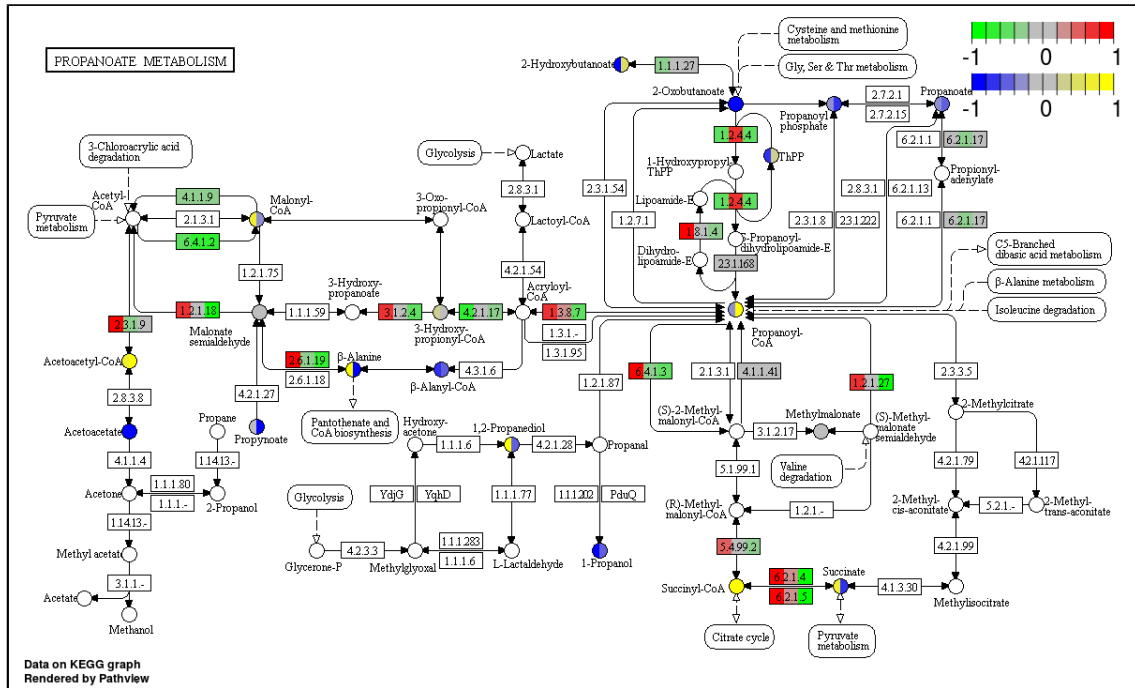 PROPANOATE METABOLISM
-1 0 1
-1 0 1
Cysteine and methionine
metabolism
Gly, Ser & Thr metabolism
2-Hydroxybutanoate
1.1.1.27
2-Oxobutanoate
2.7.2.1
2.7.2.15
Propanoyl
phosphate
Propanoate
6.2.1.1
6.2.1.17
Propionyl-
adenylate
6.2.1.1
6.2.1.17
1.2.4.4
ThPP
1-Hydroxypropyl-
ThPP
1.2.4.4
Lipoamide-E
1.8.1.4
Dihydro-
lipoamide-E
S-Propanoyl-
dihydrolipoamide-E
2.3.1.168
2.3.1.54
1.2.7.1
2.3.1.8
2.3.1.222
2.8.3.1
6.2.1.13
C5-Branched
dibasic acid metabolism
β-Alanine metabolism
Isoleucine degradation
3-Chloroacrylic acid
degradation
Acetyl-
CoA
Pyruvate
metabolism
4.1.1.9
2.1.3.1
6.4.1.2
Malonyl-
CoA
Glycolysis
Lactate
2.8.3.1
Lactoyl-CoA
4.2.1.54
3-Oxo-
propionyl-CoA
1.2.1.75
2.3.1.9
1.2.1.18
Malonate
semialdehyde
1.1.1.59
3-Hydroxy-
propanoate
3.1.2.4
3-Hydroxy-
propionyl-CoA
4.2.1.17
Acryloyl-
CoA
1.3.8.7
1.3.1.-
1.3.1.95
Propanoyl-
CoA
Acetoacetyl-CoA
2.8.3.8
Acetoacetate
4.1.1.4
Acetone
1.1.1.80
1.1.1.-
2-Propanol
Propane
1.14.13.-
1.14.13.-
Methyl acetate
3.1.1.-
Acetate
Methanol
2.6.1.19
2.6.1.18
4.2.1.27
Propynoate
β-Alanine
β-Alanyl-CoA
4.3.1.6
Pantothenate and
CoA biosynthesis
Hydroxy-
acetone
1.1.1.6
1,2-Propanediol
4.2.1.28
Propanal
1.2.1.87
YdjG
YqhD
1.1.1.77
1.1.1.202
PduQ
Glycolysis
Glycerone-P
4.2.3.3
Methylglyoxal
1.1.1.283
1.1.1.6
L-Lactaldehyde
1-Propanol
6.4.1.3
2.1.3.1
4.1.1.41
1.2.1.27
(S)-2-Methyl-
malonyl-CoA
3.1.2.17
Methylmalonate
(S)-Methyl-
malonate
semialdehyde
Valine
degradation
5.1.99.1
(R)-Methyl-
malonyl-CoA
1.2.1.-
5.4.99.2
Succinyl-CoA
6.2.1.4
6.2.1.5
Succinate
4.1.3.30
Methylisocitrate
Citrate cycle
Pyruvate
metabolism
2.3.3.5
2-Methylcitrate
4.2.1.79
4.2.1.117
2-Methyl-
cis-aconitate
5.2.1.-
2-Methyl-
trans-aconitate
4.2.1.99
Data on KEGG graph
Rendered by Pathview